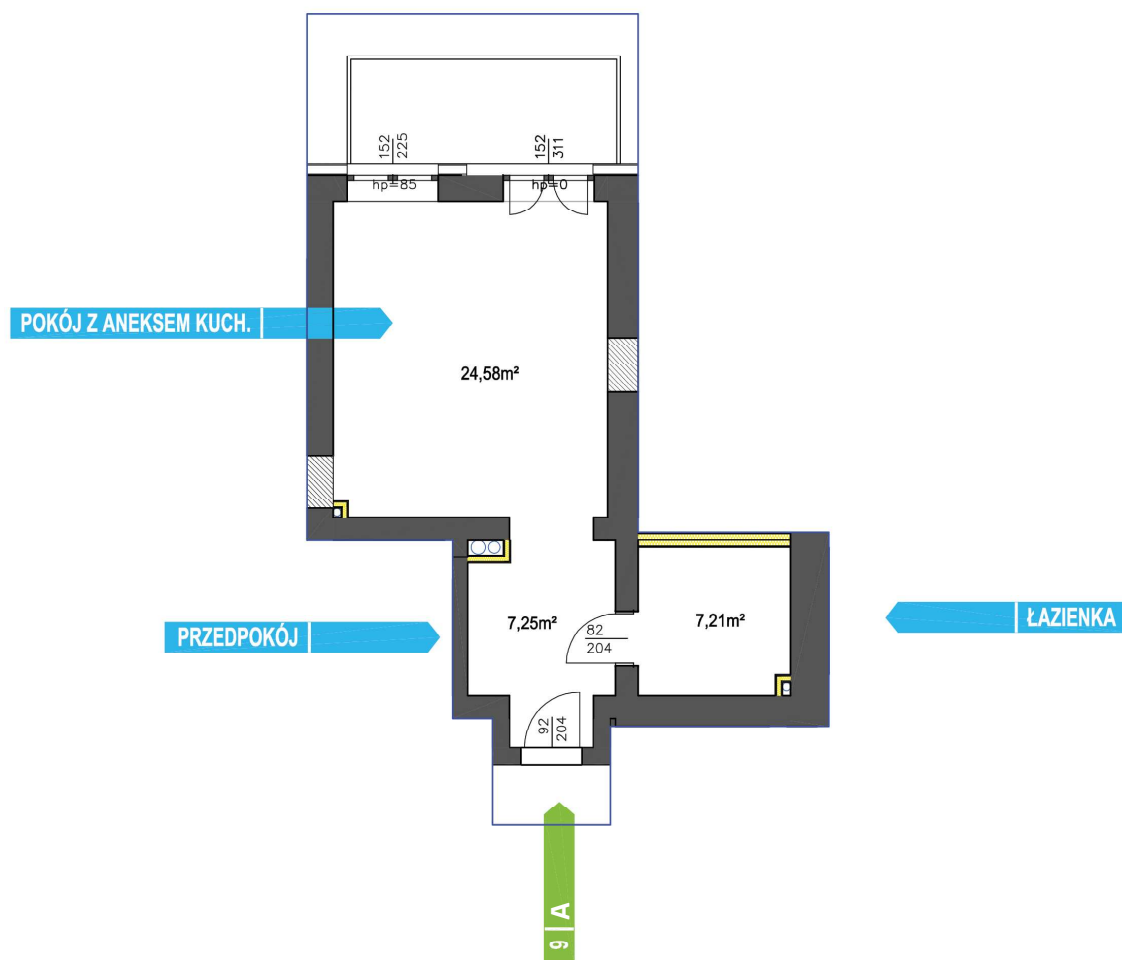 152
225
152
311
hp=85
hp=0
POKÓJ Z ANEKSEM KUCH.
24,58m²
7,25m²
7,21m²
82
204
PRZEDPOKÓJ
ŁAZIENKA
92
204
9 | A